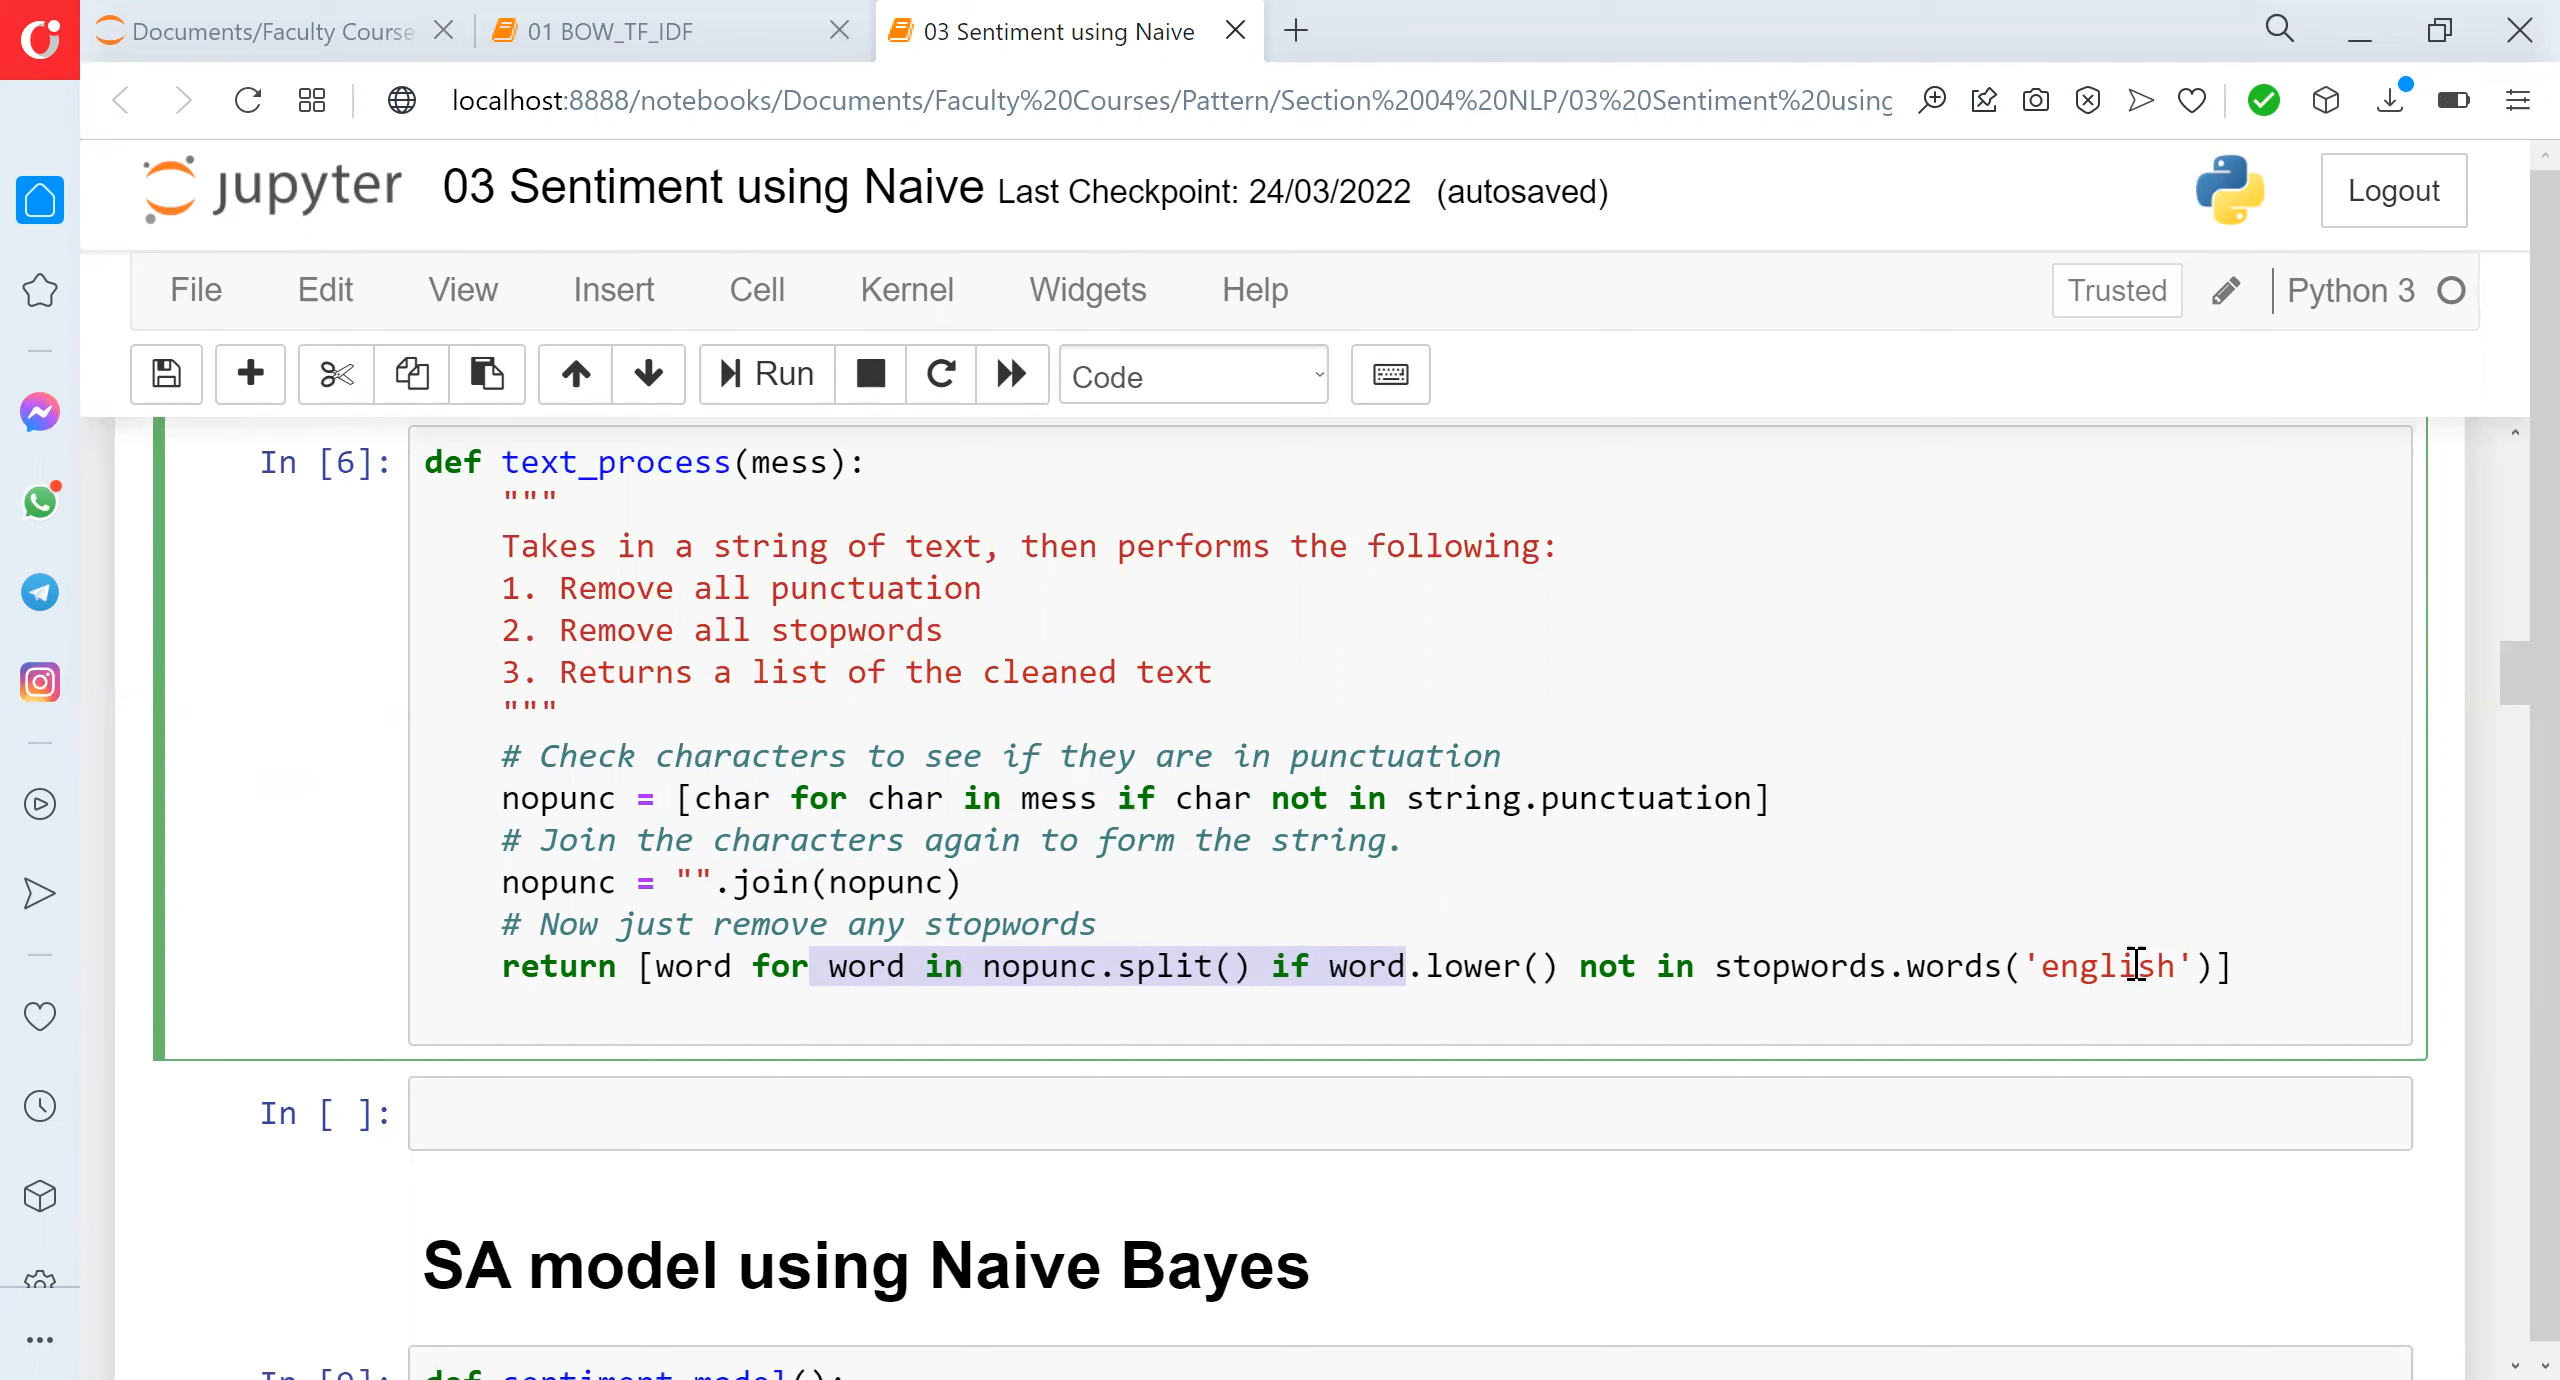 Documents/Faculty Course
01 BOW_TF_IDF
03 Sentiment using Naive
localhost:8888/notebooks/Documents/Faculty%20Courses/Pattern/Section%2004%20NLP/03%20Sentiment%20using
jupyter 03 Sentiment using Naive Last Checkpoint: 24/03/2022 (autosaved)
Logout
File Edit View Insert Cell Kernel Widgets Help
Trusted Python 3
Run Code
In [6]: def text_process(mess):
"""
Takes in a string of text, then performs the following:
1. Remove all punctuation
2. Remove all stopwords
3. Returns a list of the cleaned text
"""
# Check characters to see if they are in punctuation
nopunc = [char for char in mess if char not in string.punctuation]
# Join the characters again to form the string.
nopunc = "".join(nopunc)
# Now just remove any stopwords
return [word for word in nopunc.split() if word.lower() not in stopwords.words('english')]
In [ ]:
SA model using Naive Bayes
In [9]: def sentiment_model():